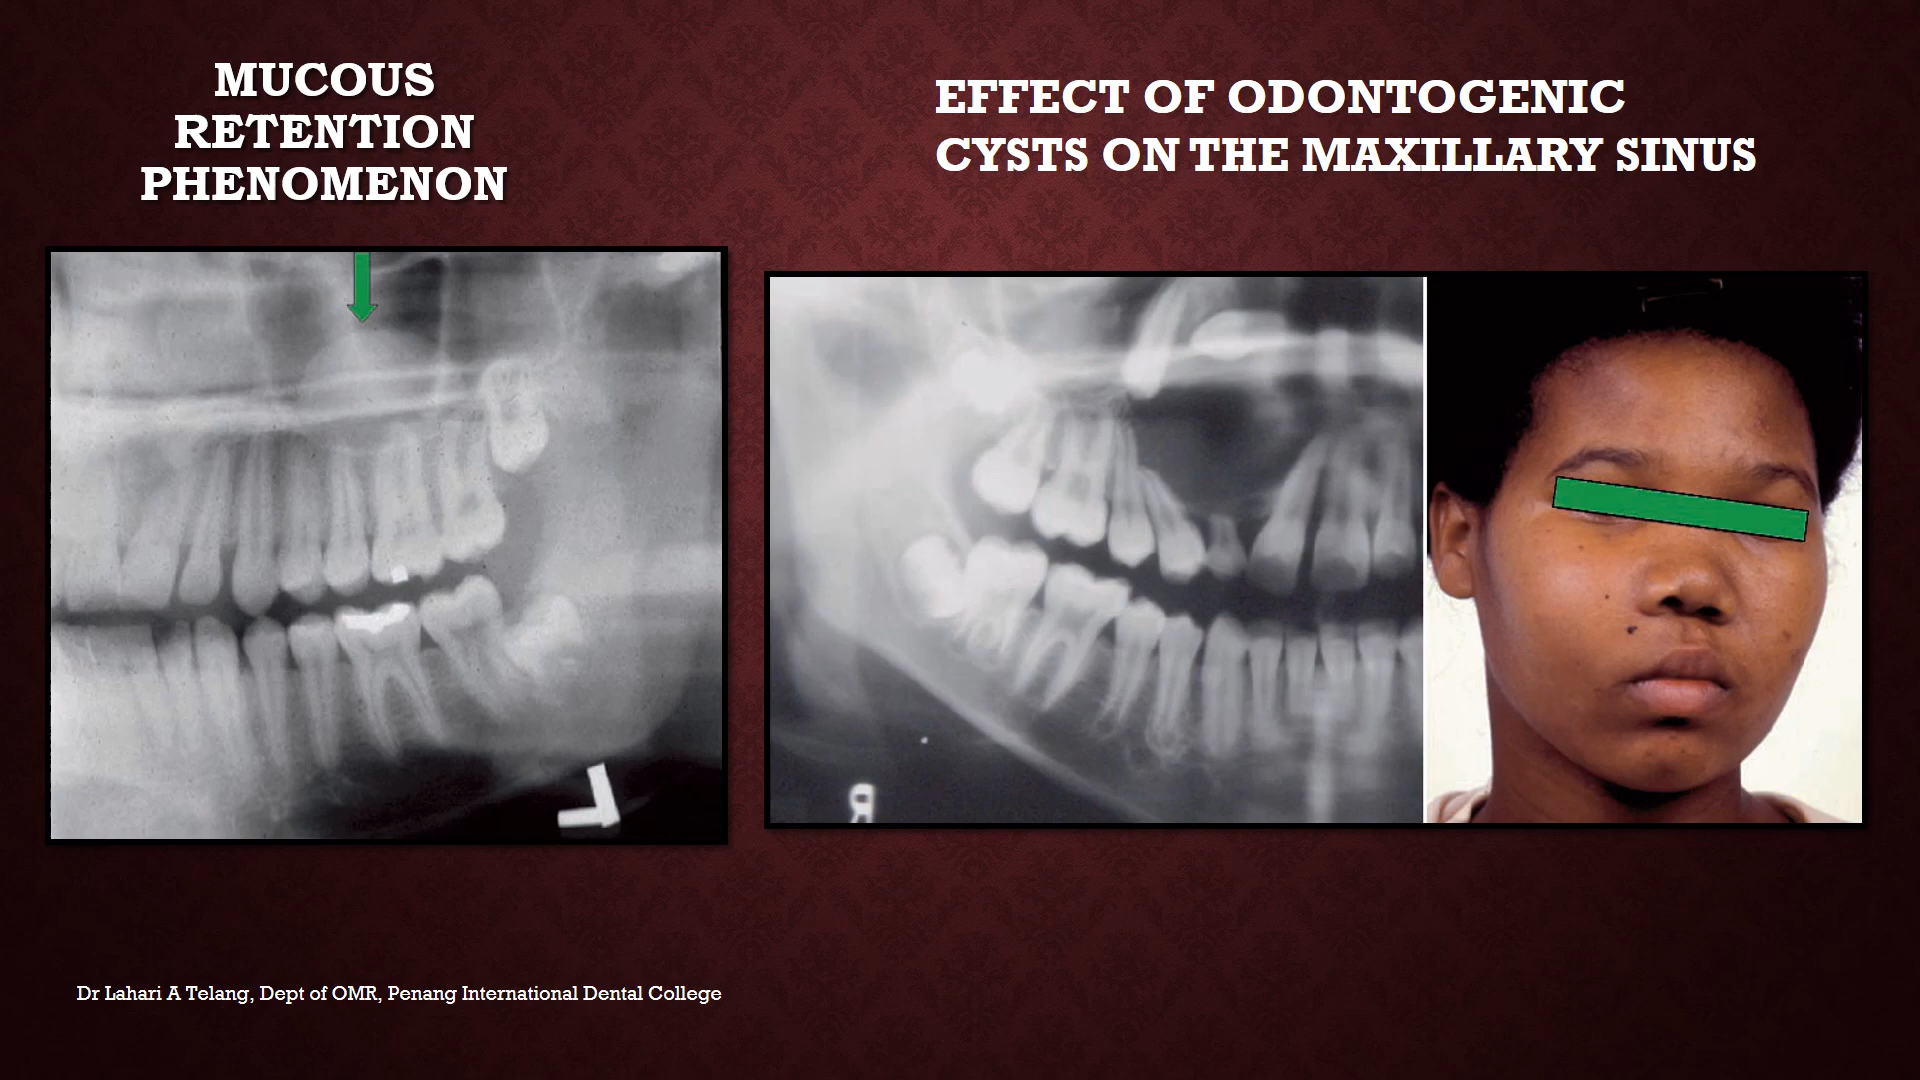 MUCOUS
RETENTION
PHENOMENON
EFFECT OF ODONTOGENIC
CYSTS ON THE MAXILLARY SINUS
L
R
Dr Lahari A Telang, Dept of OMR, Penang International Dental College